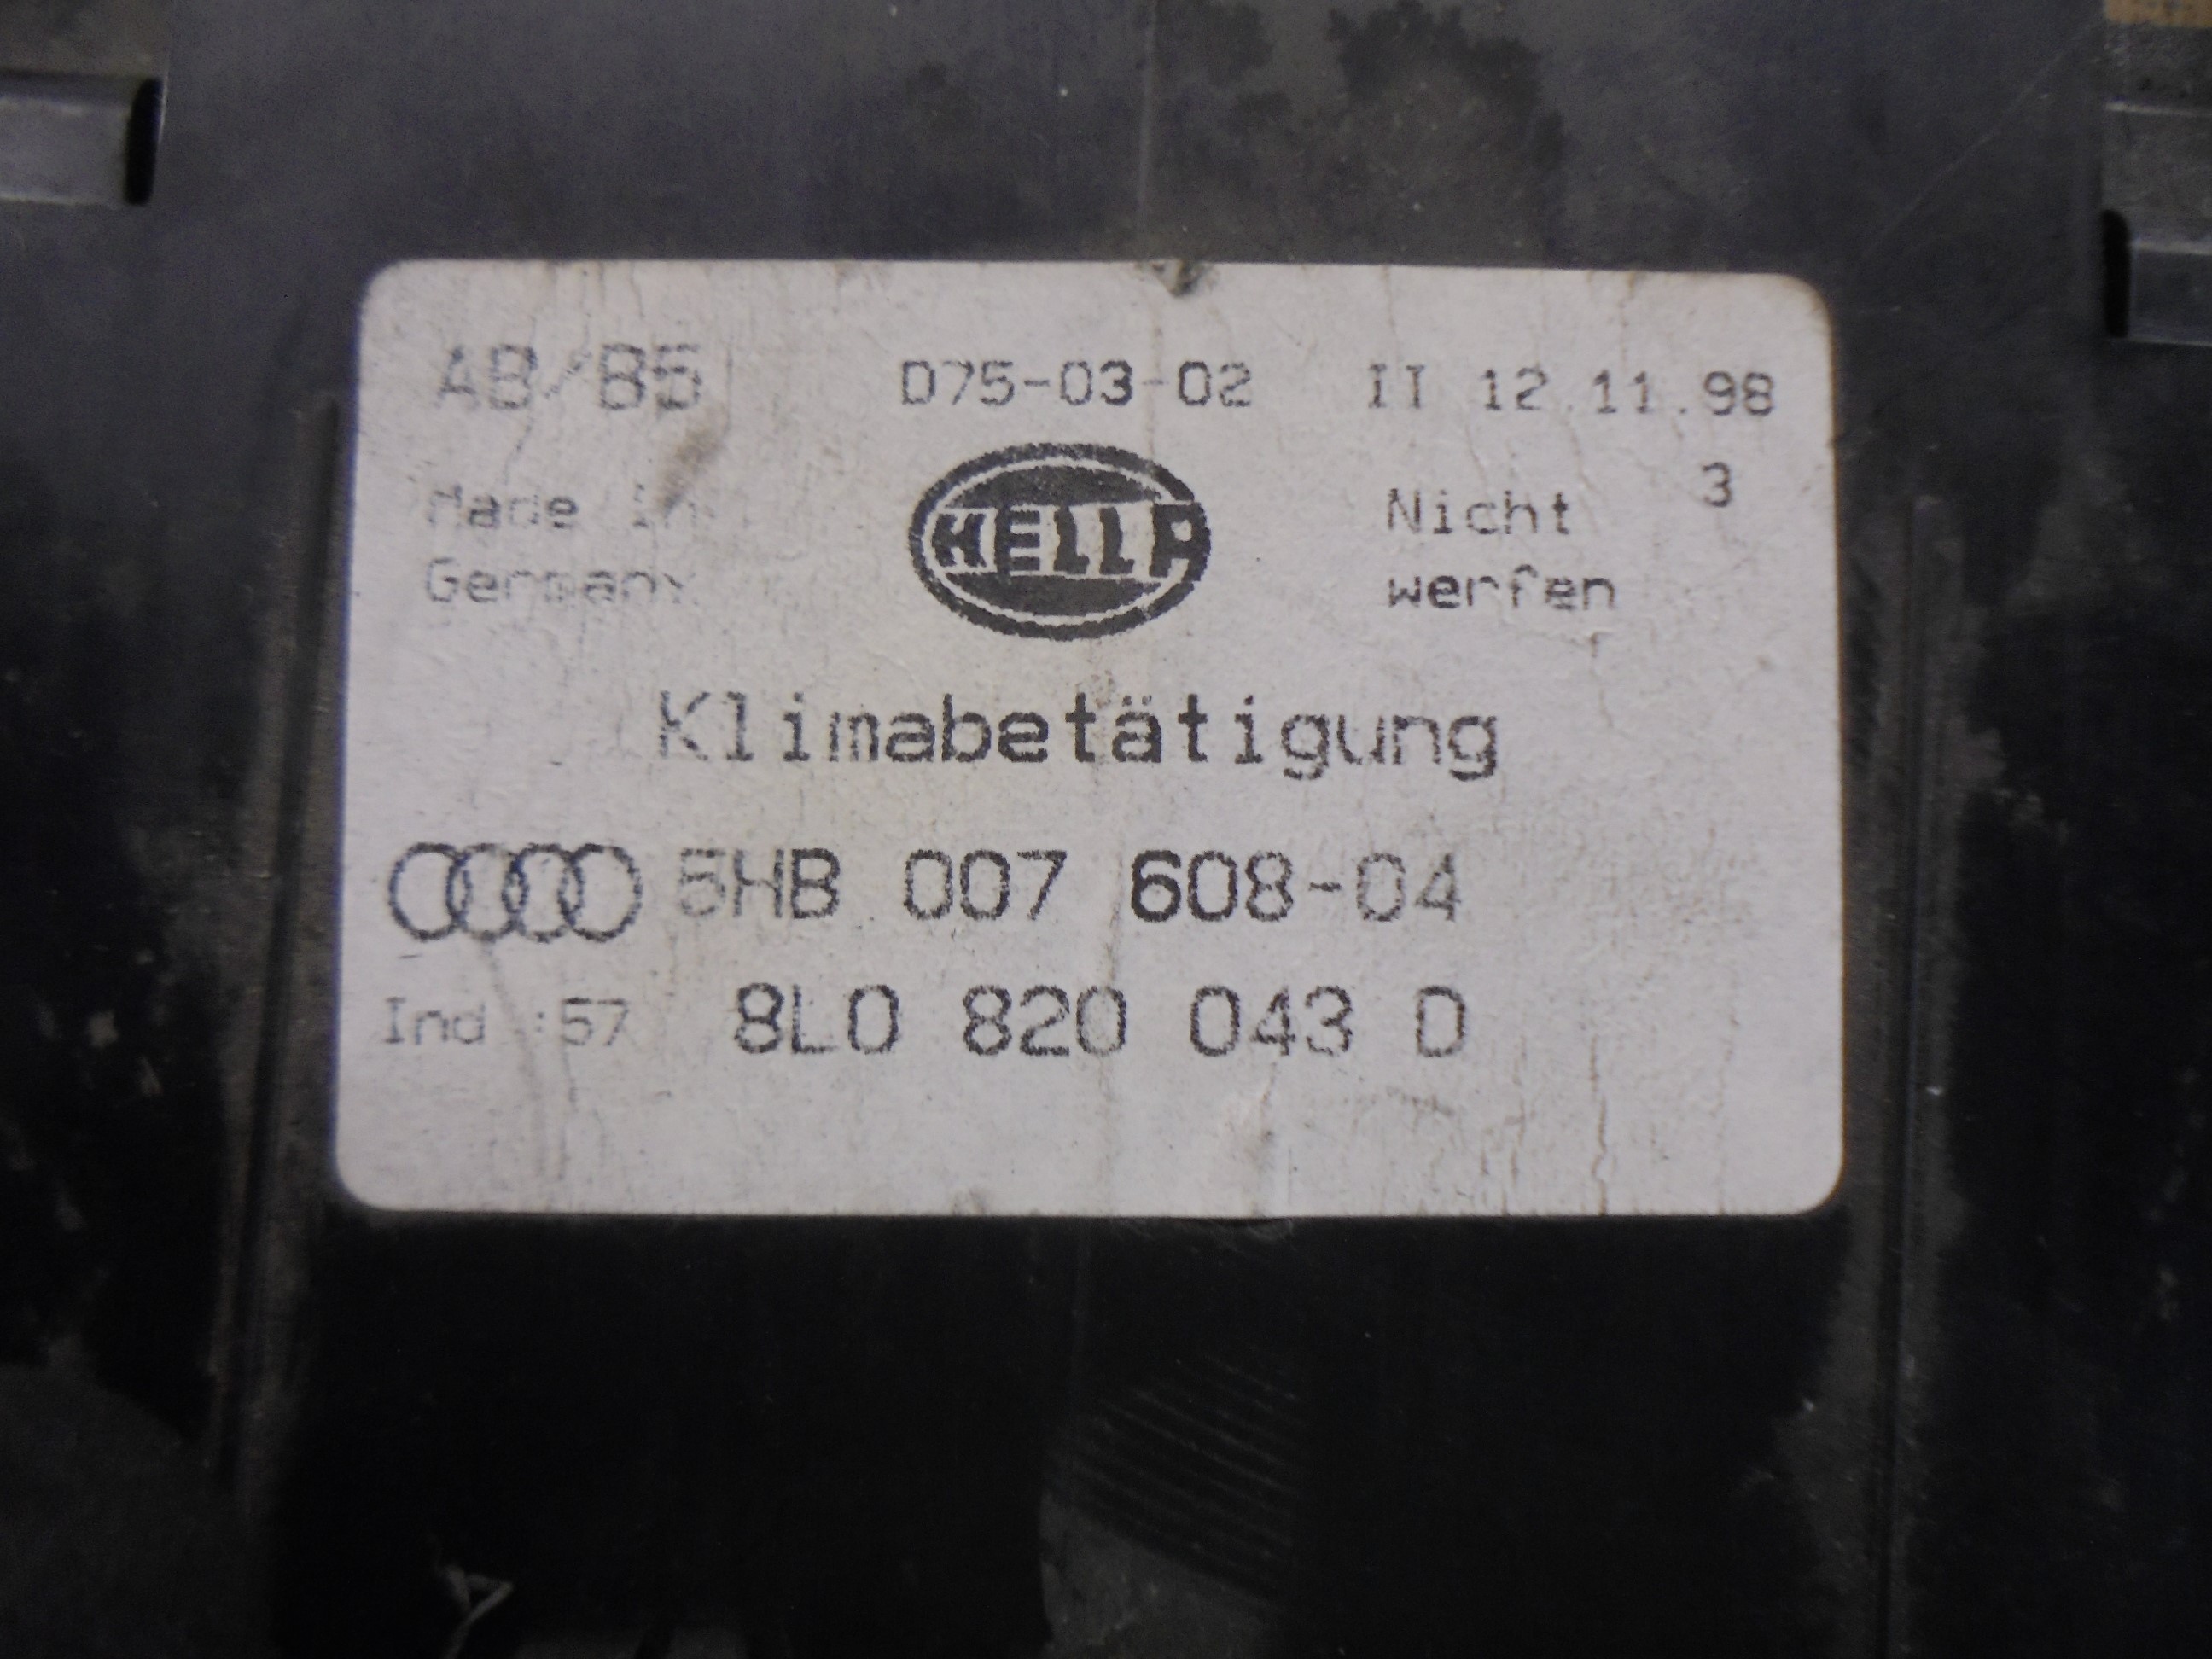 AB/B5 D75-03-02 II 12.11.98
Made in HELLA Nicht 3
Germany werfen
Klimabetätigung
5HB 007 608-04
Ind :57 8L0 820 043 D